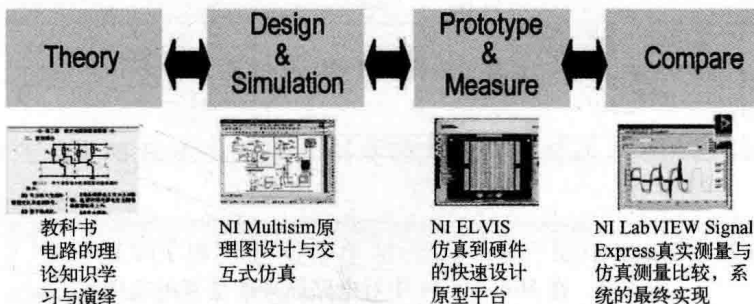 Theory
Design
&
Simulation
Prototype
&
Measure
Compare
教科书
电路的理
论知识学
习与演绎
NI Multisim原
理图设计与交
互式仿真
NI ELVIS
仿真到硬件
的快速设计
原型平台
NI LabVIEW Signal
Express真实测量与
仿真测量比较，系
统的最终实现